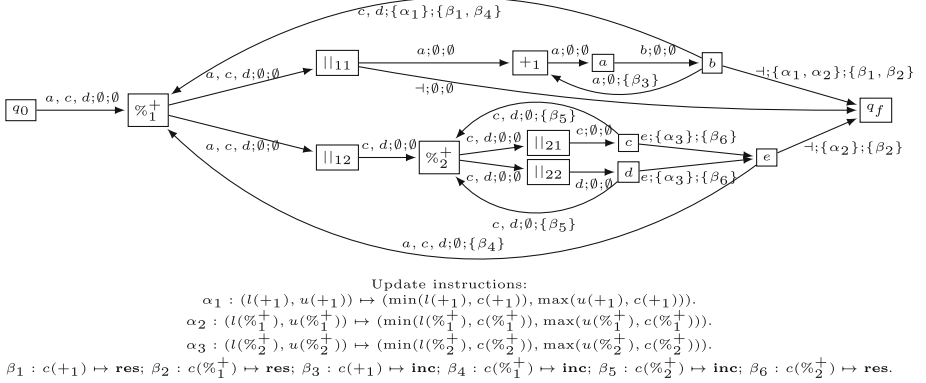 c, d;{α₁};{β₁, β₄}
a;∅;∅
a;∅;∅
b;∅;∅
||₁₁
+₁
a
b
a, c, d;∅;∅
a;∅;{β₃}
⊣;{α₁, α₂};{β₁, β₂}
⊣;∅;∅
a, c, d;∅;∅
q₀
%₁⁺
q_f
c, d;∅;{β₅}
a, c, d;∅;∅
c, d;∅;∅
c, d;∅;∅
c;∅;∅
e;{α₃};{β₆}
||₂₁
c
⊣;{α₂};{β₂}
||₁₂
%₂⁺
e
||₂₂
d
c, d;∅;∅
d;∅;∅
e;{α₃};{β₆}
c, d;∅;{β₅}
a, c, d;∅;{β₄}
Update instructions:
α₁ : (l(+₁), u(+₁)) ↦ (min(l(+₁), c(+₁)), max(u(+₁), c(+₁))).
α₂ : (l(%₁⁺), u(%₁⁺)) ↦ (min(l(%₁⁺), c(%₁⁺)), max(u(%₁⁺), c(%₁⁺))).
α₃ : (l(%₂⁺), u(%₂⁺)) ↦ (min(l(%₂⁺), c(%₂⁺)), max(u(%₂⁺), c(%₂⁺))).
β₁ : c(+₁) ↦ res; β₂ : c(%₁⁺) ↦ res; β₃ : c(+₁) ↦ inc; β₄ : c(%₁⁺) ↦ inc; β₅ : c(%₂⁺) ↦ inc; β₆ : c(%₂⁺) ↦ res.